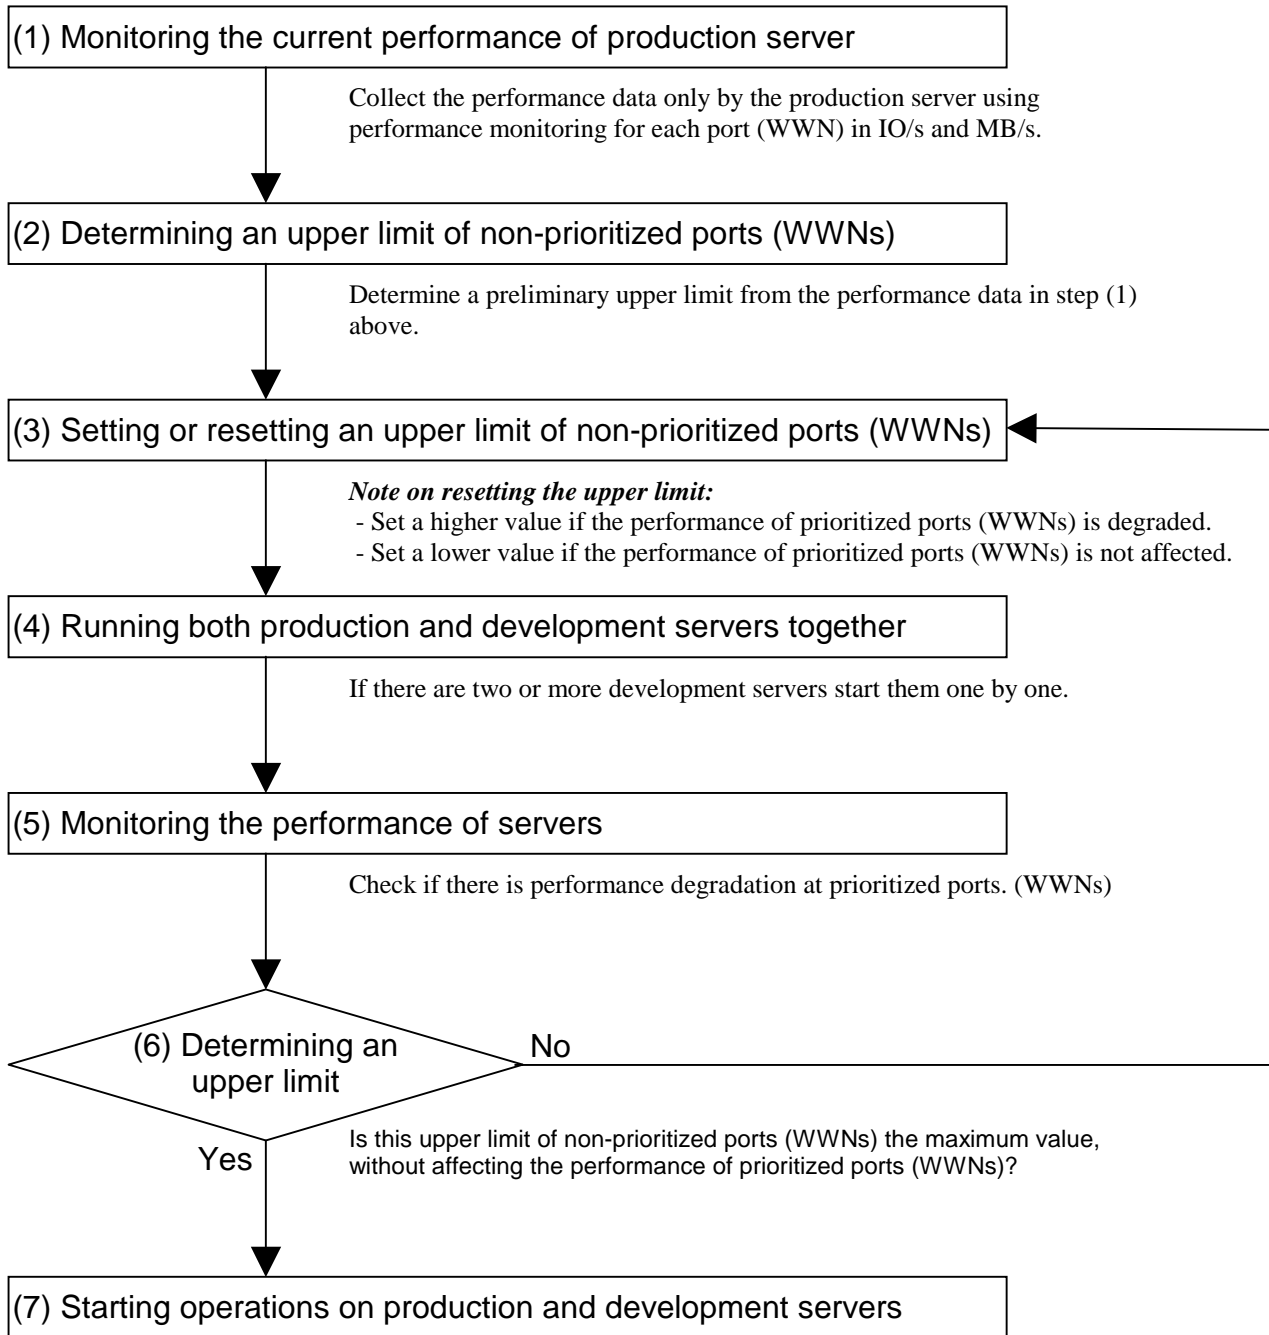 (1) Monitoring the current performance of production server
Collect the performance data only by the production server using
performance monitoring for each port (WWN) in IO/s and MB/s.
(2) Determining an upper limit of non-prioritized ports (WWNs)
Determine a preliminary upper limit from the performance data in step (1)
above.
(3) Setting or resetting an upper limit of non-prioritized ports (WWNs)
Note on resetting the upper limit:
- Set a higher value if the performance of prioritized ports (WWNs) is degraded.
- Set a lower value if the performance of prioritized ports (WWNs) is not affected.
(4) Running both production and development servers together
If there are two or more development servers start them one by one.
(5) Monitoring the performance of servers
Check if there is performance degradation at prioritized ports. (WWNs)
(6) Determining an
upper limit
No
Yes
Is this upper limit of non-prioritized ports (WWNs) the maximum value,
without affecting the performance of prioritized ports (WWNs)?
(7) Starting operations on production and development servers